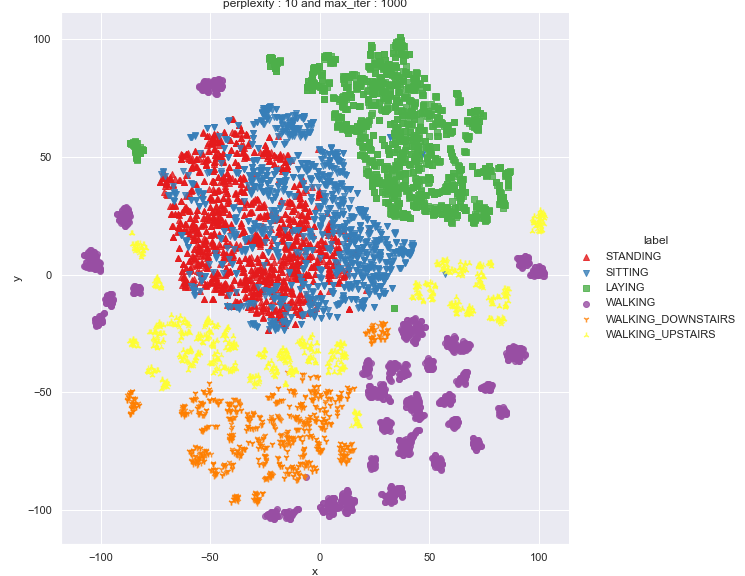 perplexity : 10 and max_iter : 1000
100
50
0
−50
−100
y
−100
−50
0
50
100
x
label
STANDING
SITTING
LAYING
WALKING
WALKING_DOWNSTAIRS
WALKING_UPSTAIRS